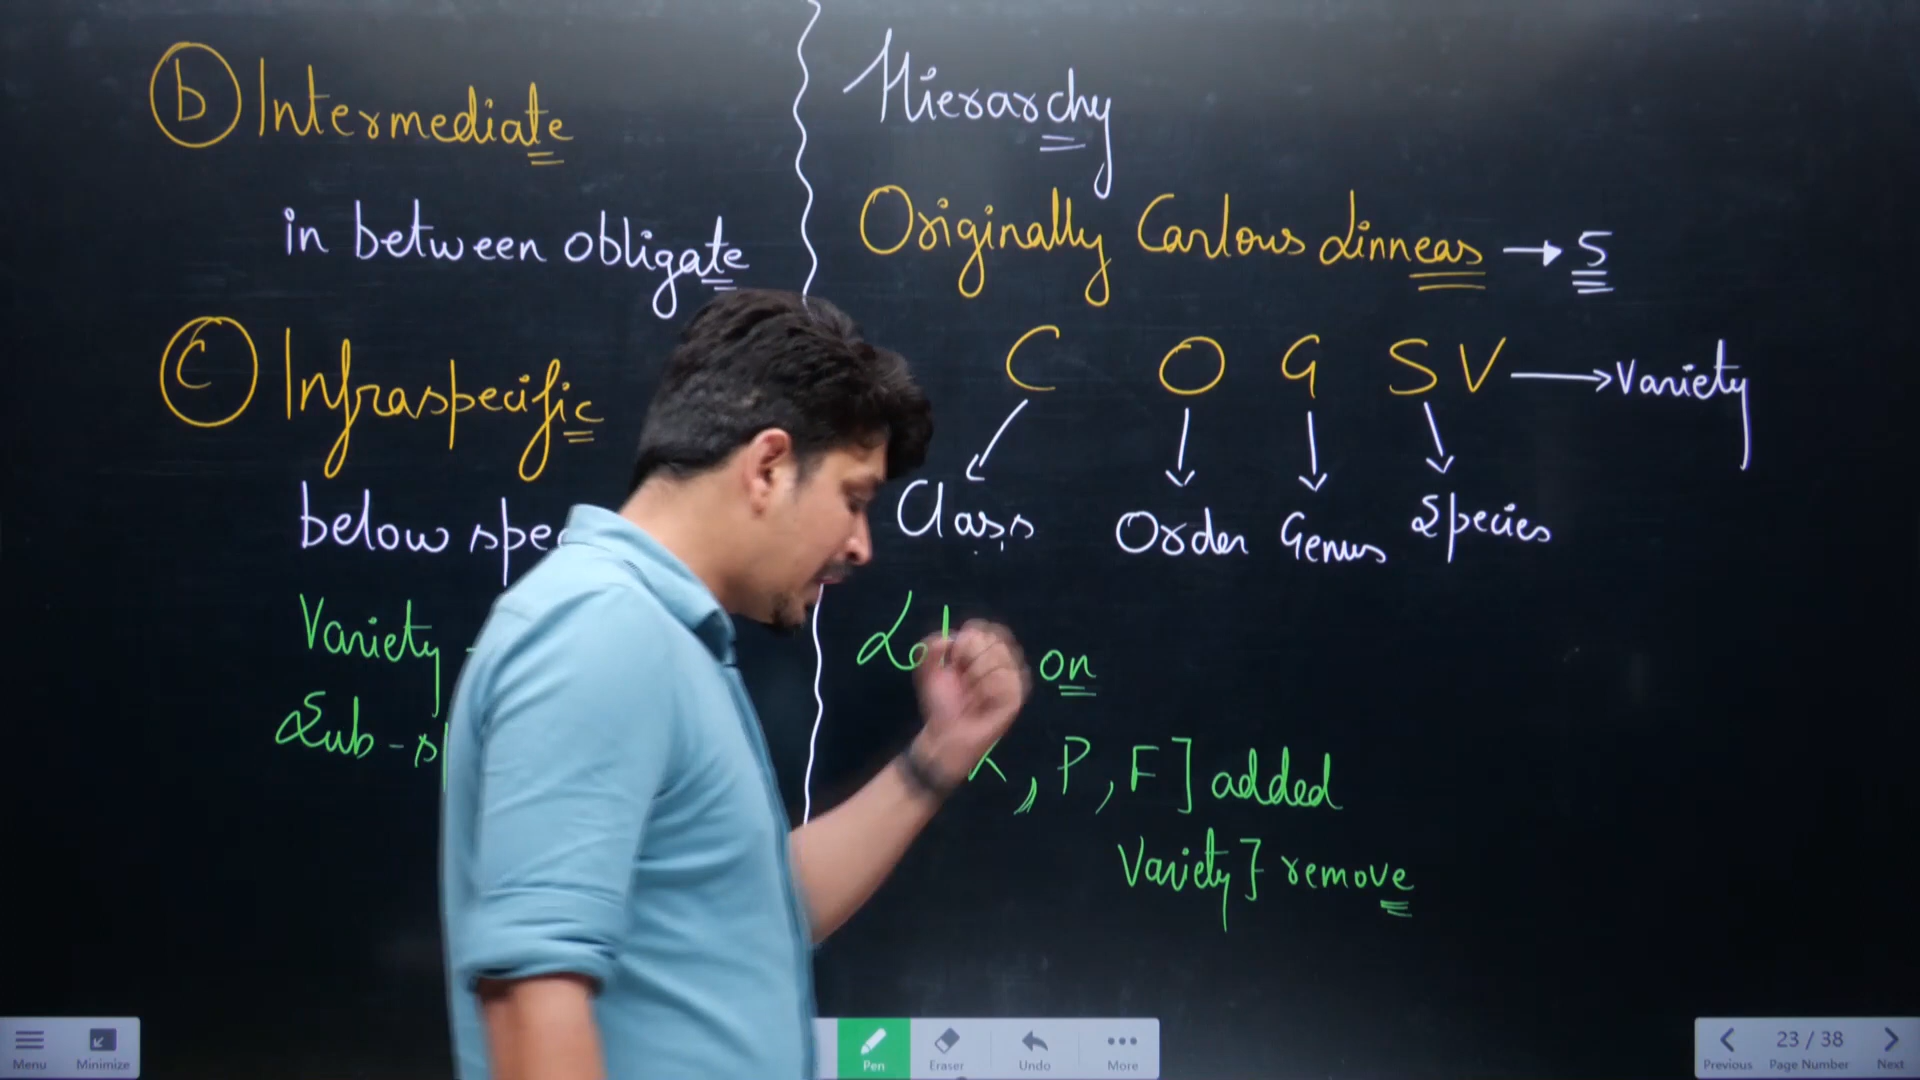 b Intermediate
in between obligate
c Infraspecific
below
Variety -
Sub-
Hierarchy
Originally Carlous Linneas → 5
C O G S V → Variety
Class Order Genus Species
on
, P, F ] added
Variety } remove
Menu Minimize
Pen Eraser Undo More
Previous 23 / 38 Page Number Next